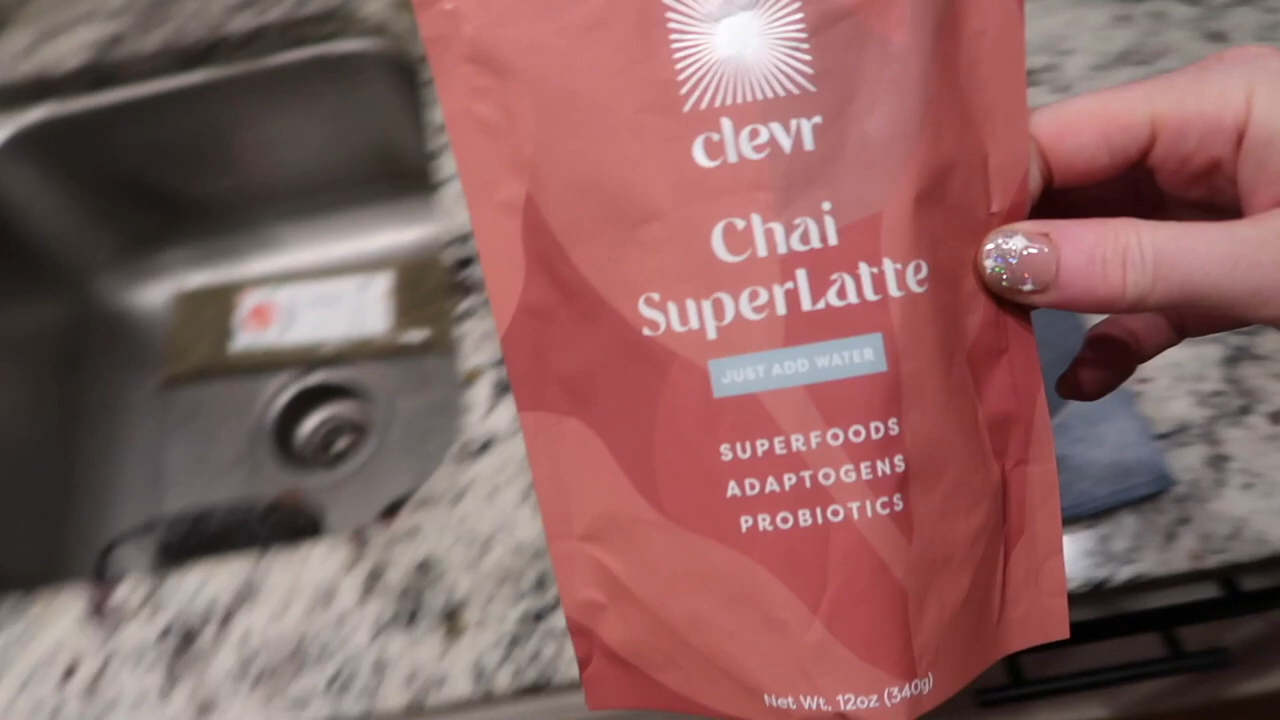 clevr
Chai
SuperLatte
JUST ADD WATER
SUPERFOODS
ADAPTOGENS
PROBIOTICS
Net Wt. 12oz (340g)